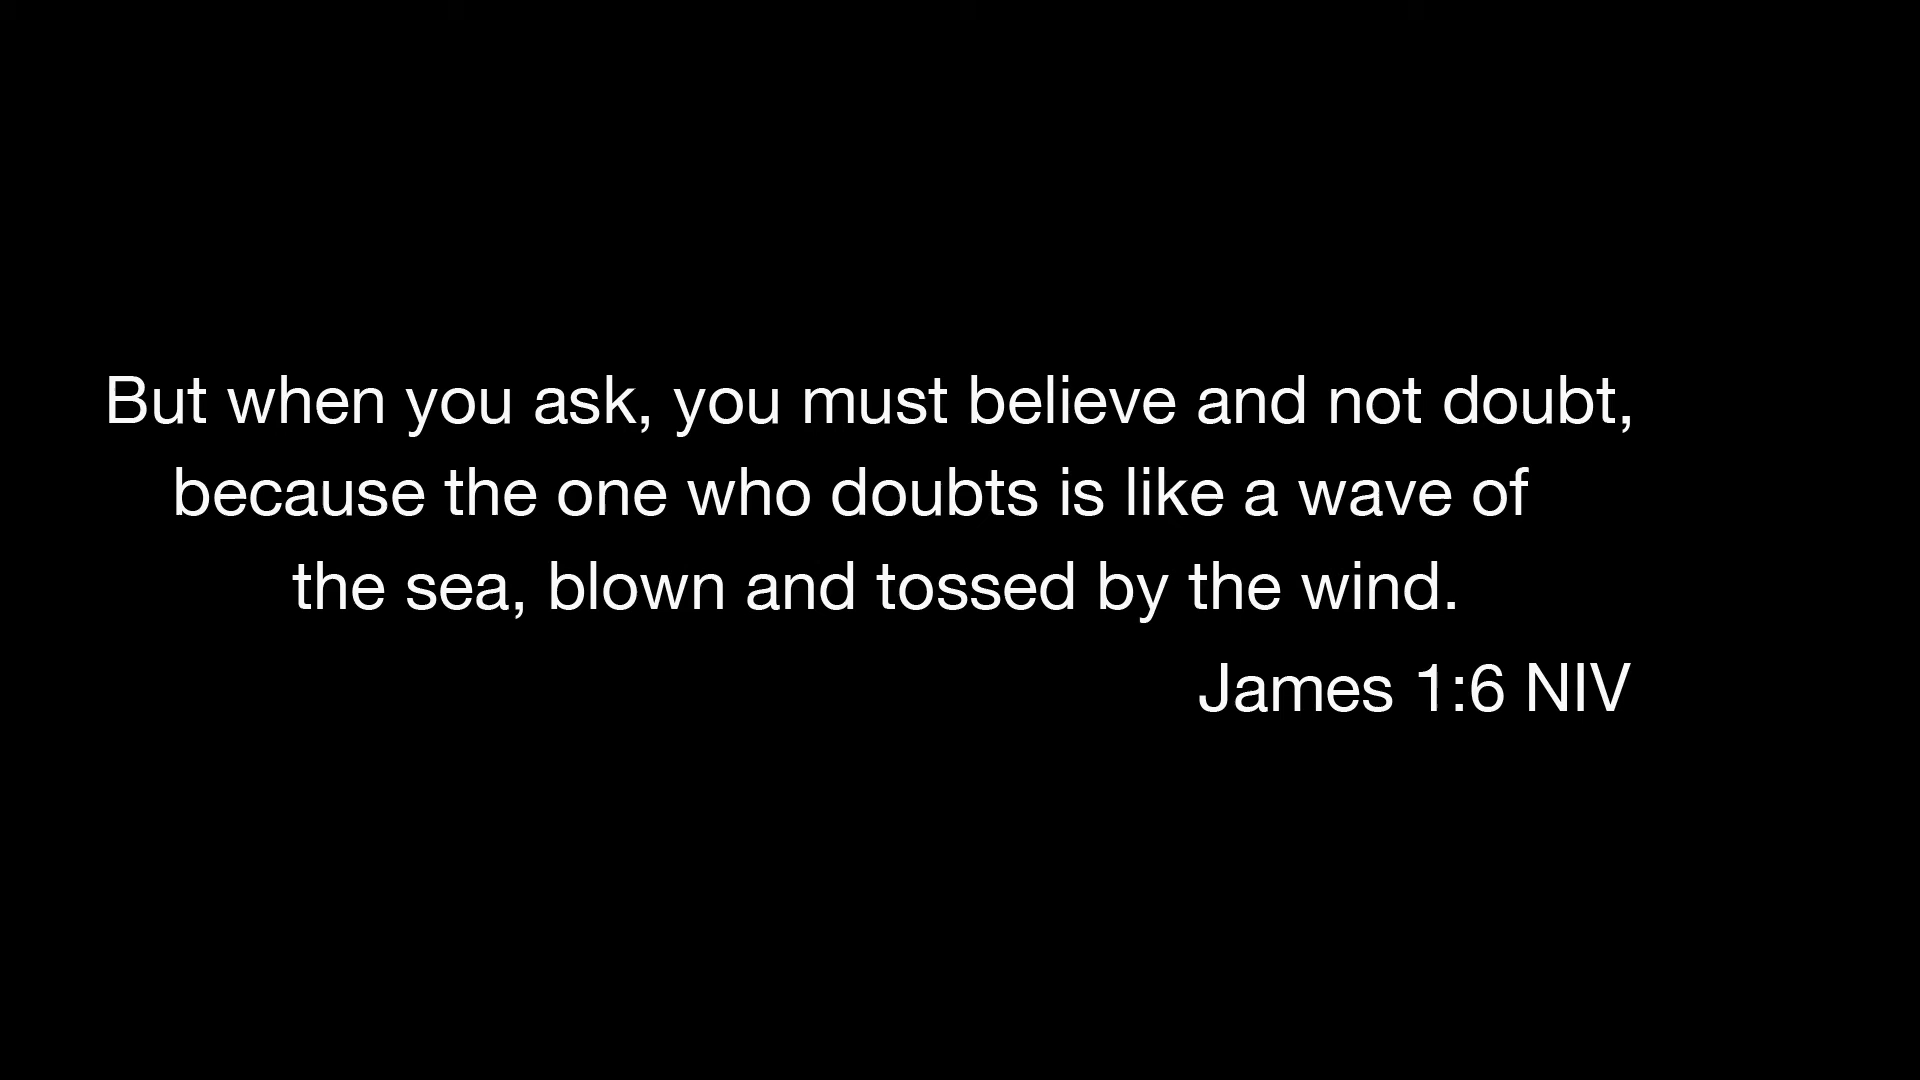 But when you ask, you must believe and not doubt,
because the one who doubts is like a wave of
the sea, blown and tossed by the wind.
James 1:6 NIV